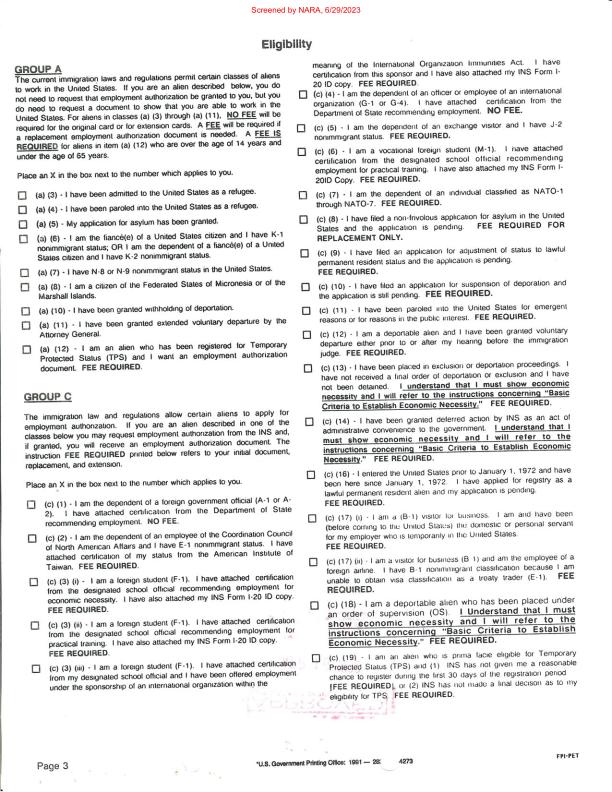 Screened by NARA, 6/29/2023
Eligibility
GROUP A
The current immigration laws and regulations permit certain classes of aliens
to work in the United States. If you are an alien described below, you do
not need to request that employment authorization be granted to you, but you
do need to request a document to show that you are able to work in the
United States. For aliens in classes (a) (3) through (a) (11), NO FEE will be
required for the original card or for extension cards. A FEE will be required if
a replacement employment authorization document is needed. A FEE IS
REQUIRED for aliens in item (a) (12) who are over the age of 14 years and
under the age of 65 years.
Place an X in the box next to the number which applies to you.
(a) (3) - I have been admitted to the United States as a refugee.
(a) (4) - I have been paroled into the United States as a refugee.
(a) (5) - My application for asylum has been granted.
(a) (6) - I am the fiancé(e) of a United States citizen and I have K-1
nonimmigrant status; OR I am the dependent of a fiancé(e) of a United
States citizen and I have K-2 nonimmigrant status.
(a) (7) - I have N-8 or N-9 nonimmigrant status in the United States.
(a) (8) - I am a citizen of the Federated States of Micronesia or of the
Marshall Islands.
(a) (10) - I have been granted withholding of deportation.
(a) (11) - I have been granted extended voluntary departure by the
Attorney General.
(a) (12) - I am an alien who has been registered for Temporary
Protected Status (TPS) and I want an employment authorization
document. FEE REQUIRED.
GROUP C
The immigration law and regulations allow certain aliens to apply for
employment authorization. If you are an alien described in one of the
classes below you may request employment authorization from the INS and,
if granted, you will receive an employment authorization document. The
instruction FEE REQUIRED printed below refers to your initial document,
replacement, and extension.
Place an X in the box next to the number which applies to you.
(c) (1) - I am the dependent of a foreign government official (A-1 or A-
2). I have attached certification from the Department of State
recommending employment. NO FEE.
(c) (2) - I am the dependent of an employee of the Coordination Council
of North American Affairs and I have E-1 nonimmigrant status. I have
attached certification of my status from the American Institute of
Taiwan. FEE REQUIRED.
(c) (3) (i) - I am a foreign student (F-1). I have attached certification
from the designated school official recommending employment for
economic necessity. I have also attached my INS Form I-20 ID copy.
FEE REQUIRED.
(c) (3) (ii) - I am a foreign student (F-1). I have attached certification
from the designated school official recommending employment for
practical training. I have also attached my INS Form I-20 ID copy.
FEE REQUIRED.
(c) (3) (iii) - I am a foreign student (F-1). I have attached certification
from my designated school official and I have been offered employment
under the sponsorship of an international organization within the
meaning of the International Organization Immunities Act. I have
certification from this sponsor and I have also attached my INS Form I-
20 ID copy. FEE REQUIRED.
(c) (4) - I am the dependent of an officer or employee of an international
organization (G-1 or G-4). I have attached certification from the
Department of State recommending employment. NO FEE.
(c) (5) - I am the dependent of an exchange visitor and I have J-2
nonimmigrant status. FEE REQUIRED.
(c) (6) - I am a vocational foreign student (M-1). I have attached
certification from the designated school official recommending
employment for practical training. I have also attached my INS Form I-
20ID Copy. FEE REQUIRED.
(c) (7) - I am the dependent of an individual classified as NATO-1
through NATO-7. FEE REQUIRED.
(c) (8) - I have filed a non-frivolous application for asylum in the United
States and the application is pending. FEE REQUIRED FOR
REPLACEMENT ONLY.
(c) (9) - I have filed an application for adjustment of status to lawful
permanent resident status and the application is pending.
FEE REQUIRED.
(c) (10) - I have filed an application for suspension of deportation and
the application is still pending. FEE REQUIRED.
(c) (11) - I have been paroled into the United States for emergent
reasons or for reasons in the public interest. FEE REQUIRED.
(c) (12) - I am a deportable alien and I have been granted voluntary
departure either prior to or after my hearing before the immigration
judge. FEE REQUIRED.
(c) (13) - I have been placed in exclusion or deportation proceedings. I
have not received a final order of deportation or exclusion and I have
not been detained. I understand that I must show economic
necessity and I will refer to the instructions concerning "Basic
Criteria to Establish Economic Necessity." FEE REQUIRED.
(c) (14) - I have been granted deferred action by INS as an act of
administrative convenience to the government. I understand that I
must show economic necessity and I will refer to the
instructions concerning "Basic Criteria to Establish Economic
Necessity." FEE REQUIRED.
(c) (16) - I entered the United States prior to January 1, 1972 and have
been here since January 1, 1972. I have applied for registry as a
lawful permanent resident alien and my application is pending.
FEE REQUIRED.
(c) (17) (i) - I am a (B-1) visitor for business. I am and have been
(before coming to the United States) the domestic or personal servant
for my employer who is temporarily in the United States.
FEE REQUIRED.
(c) (17) (ii) - I am a visitor for business (B-1) and am the employee of a
foreign airline. I have B-1 nonimmigrant classification because I am
unable to obtain visa classification as a treaty trader (E-1). FEE
REQUIRED.
(c) (18) - I am a deportable alien who has been placed under
an order of supervision (OS). I Understand that I must
show economic necessity and I will refer to the
instructions concerning "Basic Criteria to Establish
Economic Necessity." FEE REQUIRED.
(c) (19) - I am an alien who is prima facie eligible for Temporary
Protected Status (TPS) and (1) INS has not given me a reasonable
chance to register during the first 30 days of the registration period
[FEE REQUIRED], or (2) INS has not made a final decision as to my
eligibility for TPS. FEE REQUIRED.
Page 3
*U.S. Government Printing Office: 1991 — 28 4273
FPI-PET